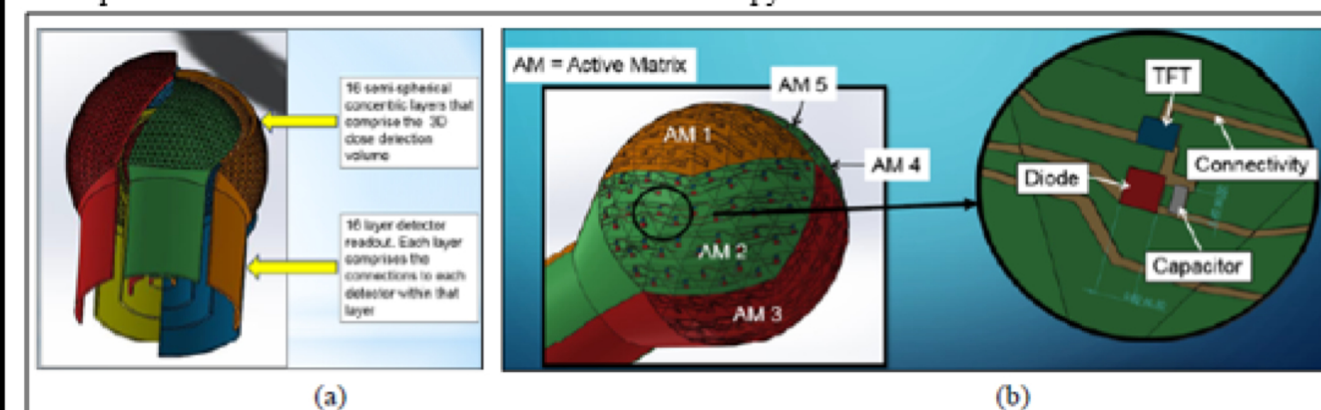 py
16 semi-spherical
concentric layers that
comprise the 3D
dose detection
volume
16 layer detector
readout. Each layer
comprises the
connections to each
detector within that
layer
(a)
AM = Active Matrix
AM 5
AM 1
AM 4
AM 2
AM 3
TFT
Connectivity
Diode
Capacitor
(b)